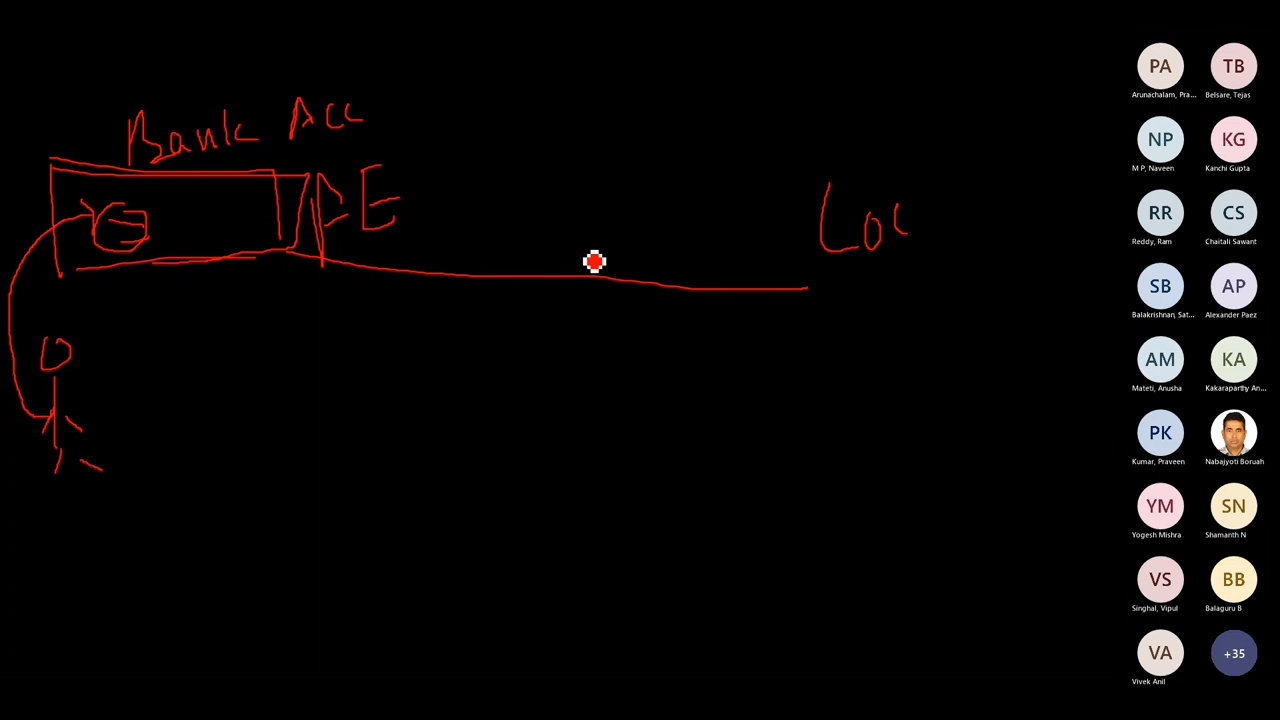 Bank Acc
PE
Loc
PA
TB
Arunachalam, Pra...
Belsare, Tejas
NP
KG
M P, Naveen
Kanchi Gupta
RR
CS
Reddy, Ram
Chaitali Sawant
SB
AP
Balakrishnan, Sat...
Alexander Paez
AM
KA
Mateti, Anusha
Kakaraparthy An...
PK
Kumar, Praveen
Nabajyoti Boruah
YM
SN
Yogesh Mishra
Shamanth N
VS
BB
Singhal, Vipul
Balaguru B
VA
+35
Vivek Anil